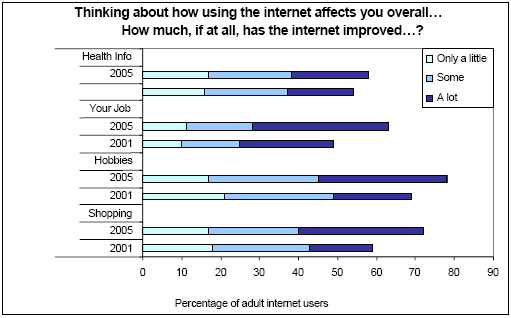 Thinking about how using the internet affects you overall…
How much, if at all, has the internet improved…?
Only a little
Some
A lot
Health Info
2005
Your Job
2005
2001
Hobbies
2005
2001
Shopping
2005
2001
0 10 20 30 40 50 60 70 80 90
Percentage of adult internet users